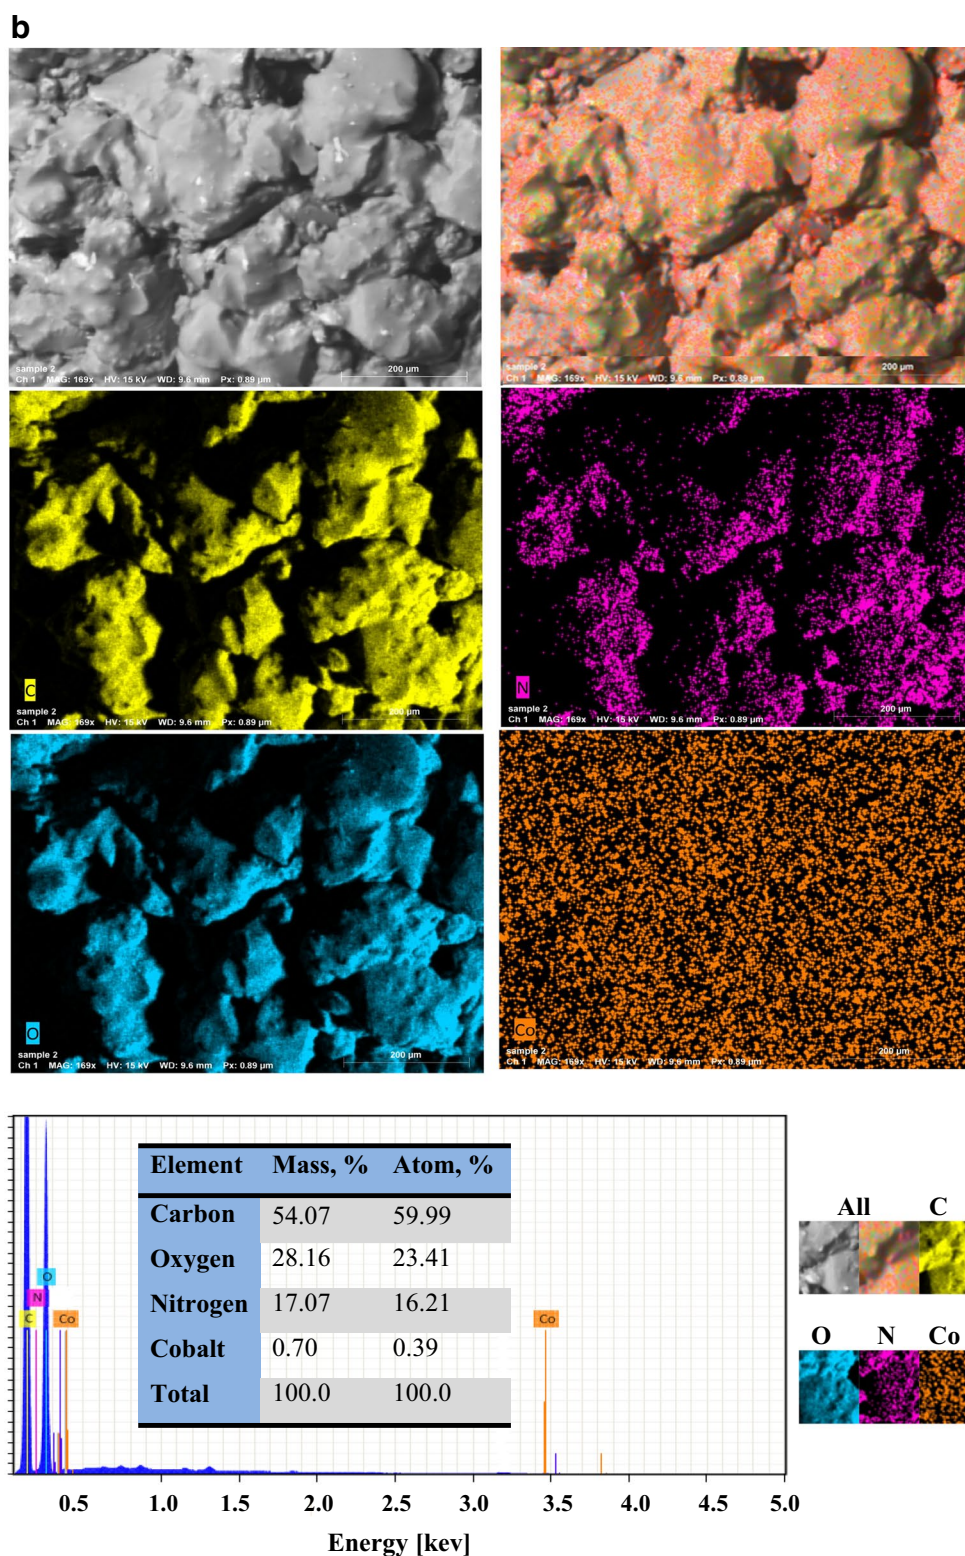 b
sample 2
Ch 1 MAG: 169x HV: 15 kV WD: 9.6 mm Px: 0.89 µm
200 µm
sample 2
Ch 1 MAG: 169x HV: 15 kV WD: 9.6 mm Px: 0.89 µm
200 µm
C
sample 2
Ch 1 MAG: 169x HV: 15 kV WD: 9.6 mm Px: 0.89 µm
200 µm
N
sample 2
Ch 1 MAG: 169x HV: 15 kV WD: 9.6 mm Px: 0.89 µm
200 µm
O
sample 2
Ch 1 MAG: 169x HV: 15 kV WD: 9.6 mm Px: 0.89 µm
200 µm
Co
sample 2
Ch 1 MAG: 169x HV: 15 kV WD: 9.6 mm Px: 0.89 µm
200 µm
Element Mass, % Atom, %
Carbon 54.07 59.99
Oxygen 28.16 23.41
Nitrogen 17.07 16.21
Cobalt 0.70 0.39
Total 100.0 100.0
O
N
C Co
Co
0.5 1.0 1.5 2.0 2.5 3.0 3.5 4.0 4.5 5.0
Energy [kev]
All C
O N Co